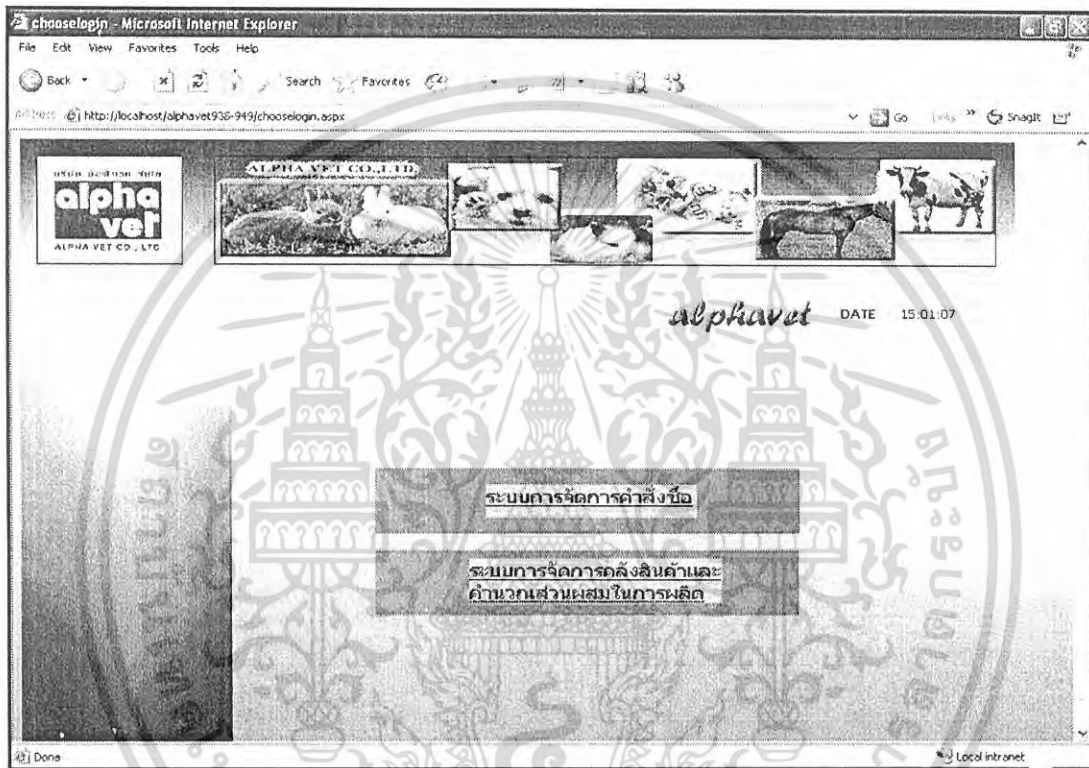 chooselogin - Microsoft Internet Explorer
File Edit View Favorites Tools Help
Back Search Favorites
Address http://localhost/alphavet938-949/chooselogin.aspx Go Links » SnagIt
alpha
vet
ALPHA VET CO., LTD
ALPHA VET CO.,LTD.
alphavet DATE 15:01:07
ระบบการจัดการคำสั่งซื้อ
ระบบการจัดการคลังสินค้าและ
คำนวกเส่วนผสมในการผลิต
Done Local intranet